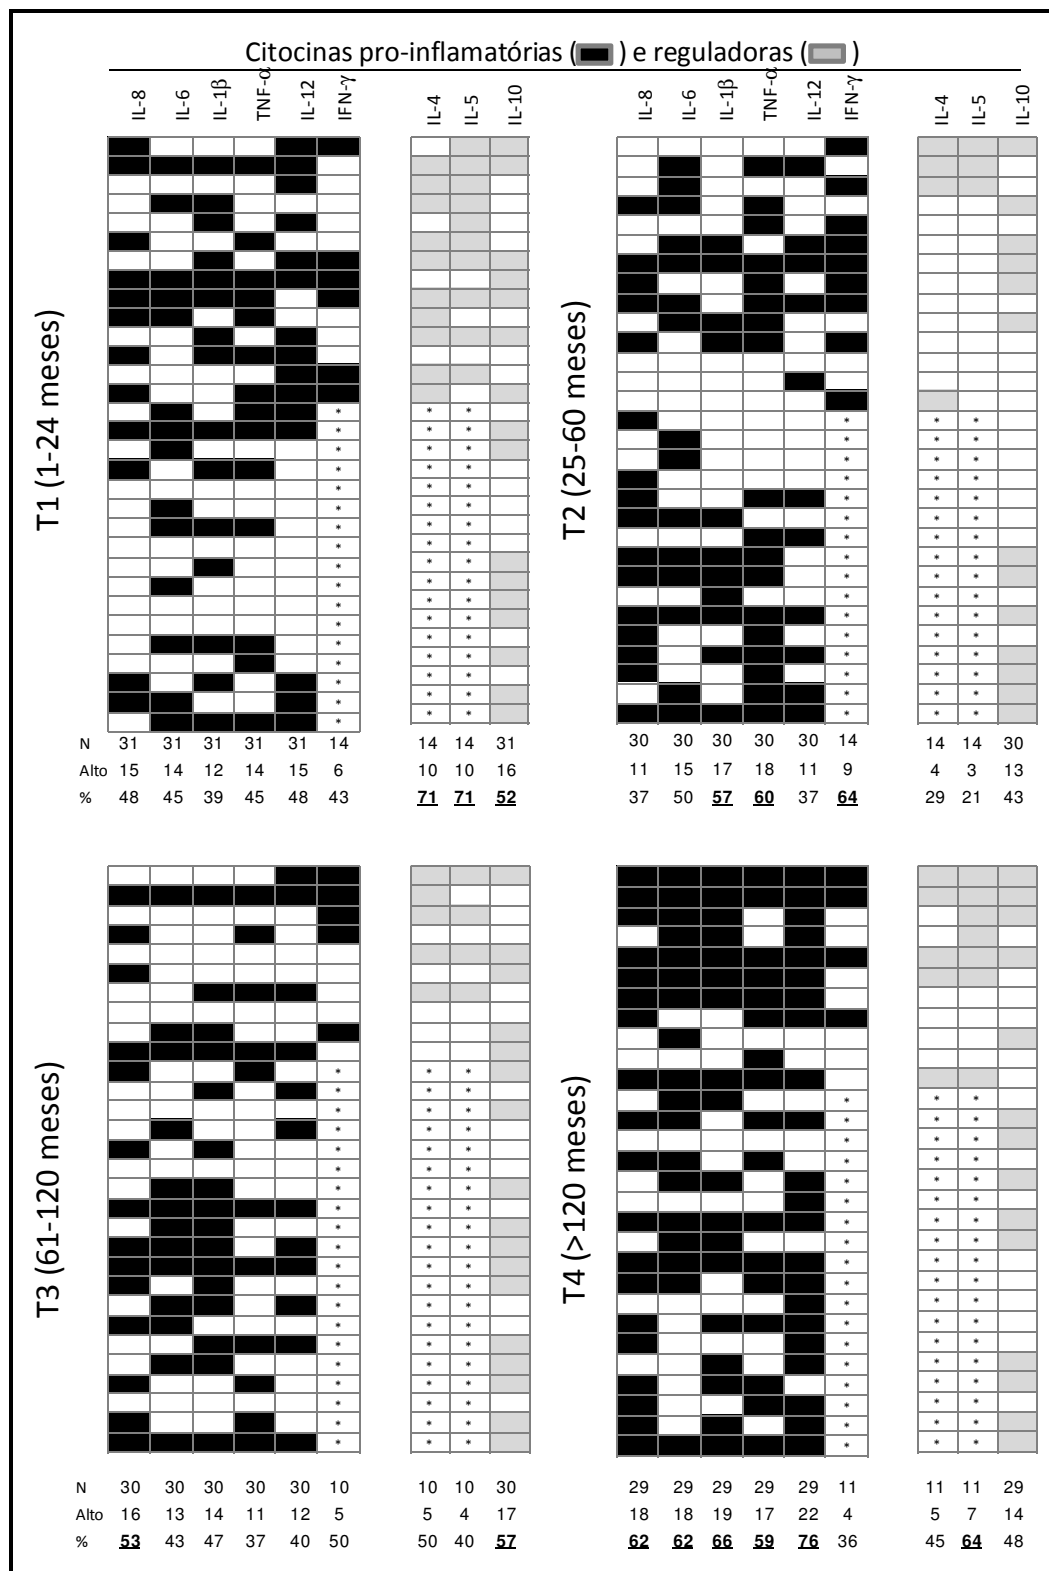 Citocinas pro-inflamatórias ( ) e reguladoras ( )
IL-8 IL-6 IL-1β TNF-α IL-12 IFN-γ IL-4 IL-5 IL-10 IL-8 IL-6 IL-1β TNF-α IL-12 IFN-γ IL-4 IL-5 IL-10
T1 (1-24 meses)
T2 (25-60 meses)
N 31 31 31 31 31 14 14 14 31 30 30 30 30 30 14 14 14 30
Alto 15 14 12 14 15 6 10 10 16 11 15 17 18 11 9 4 3 13
% 48 45 39 45 48 43 71 71 52 37 50 57 60 37 64 29 21 43
T3 (61-120 meses)
T4 (>120 meses)
N 30 30 30 30 30 10 10 10 30 29 29 29 29 29 11 11 11 29
Alto 16 13 14 11 12 5 5 4 17 18 18 19 17 22 4 5 7 14
% 53 43 47 37 40 50 50 40 57 62 62 66 59 76 36 45 64 48